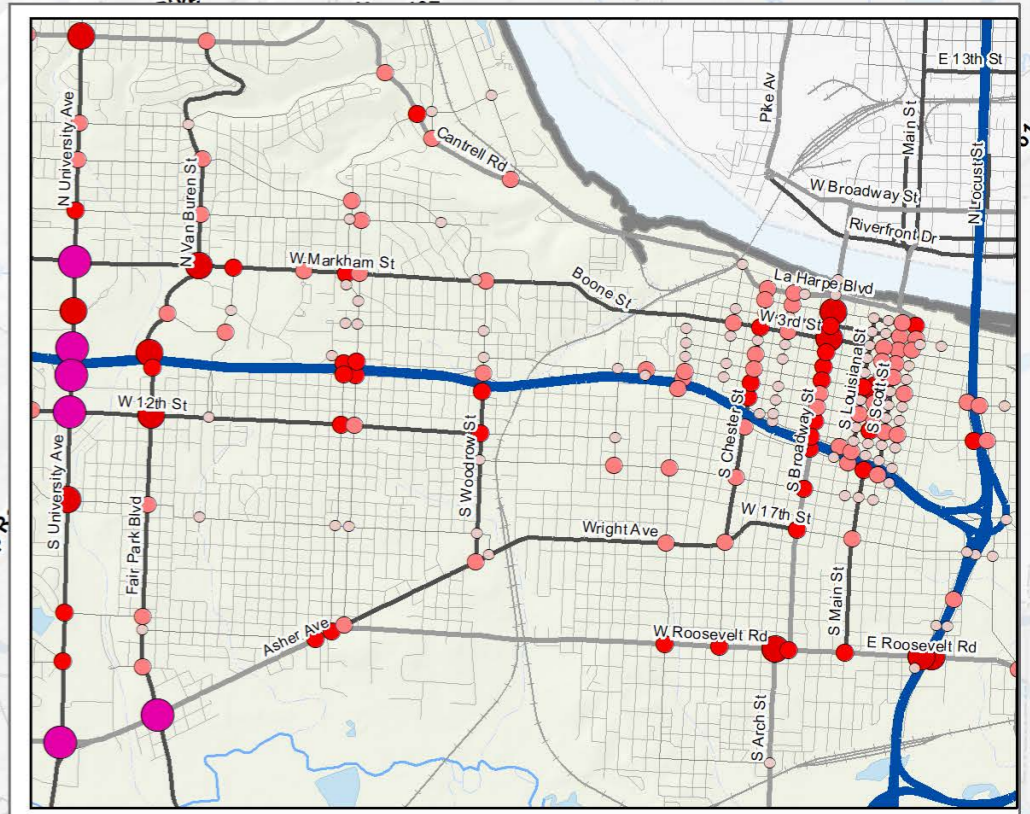 E 13th St
N University Ave
Pike Av
Main St
Cantrell Rd
N Van Buren St
N Locust St
W Broadway St
Riverfront Dr
W Markham St
Boone St
La Harpe Blvd
W 3rd St
S Louisiana St
S Scott St
W 12th St
S Chester St
S Broadway St
S Woodrow St
S University Ave
W 17th St
Wright Ave
Fair Park Blvd
S Main St
Asher Ave
W Roosevelt Rd
E Roosevelt Rd
S Arch St